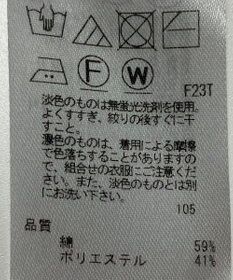 F23T
F W
淡色のものは無蛍光洗剤を使用。
よくすすぎ、絞りの後すぐに干
すこと。
濃色のものは、着用による摩擦
で色落ちすることがありますの
で、組合せの衣服にご注意くだ
さい。また、淡色のものとは別
にお洗い下さい。
105
品質
綿 59%
ポリエステル 41%